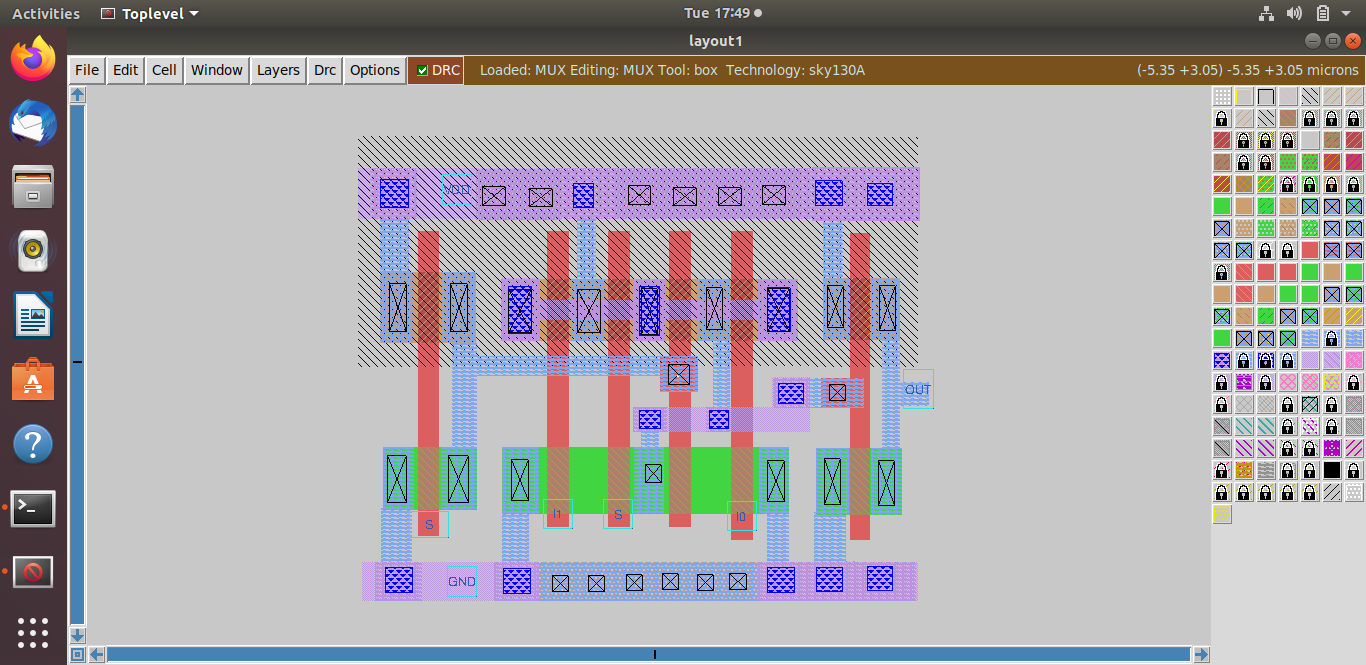 Activities Toplevel Tue 17:49
layout1
File Edit Cell Window Layers Drc Options DRC Loaded: MUX Editing: MUX Tool: box Technology: sky130A (-5.35 +3.05) -5.35 +3.05 microns
VDD
OUT
I1 S I0
S
GND